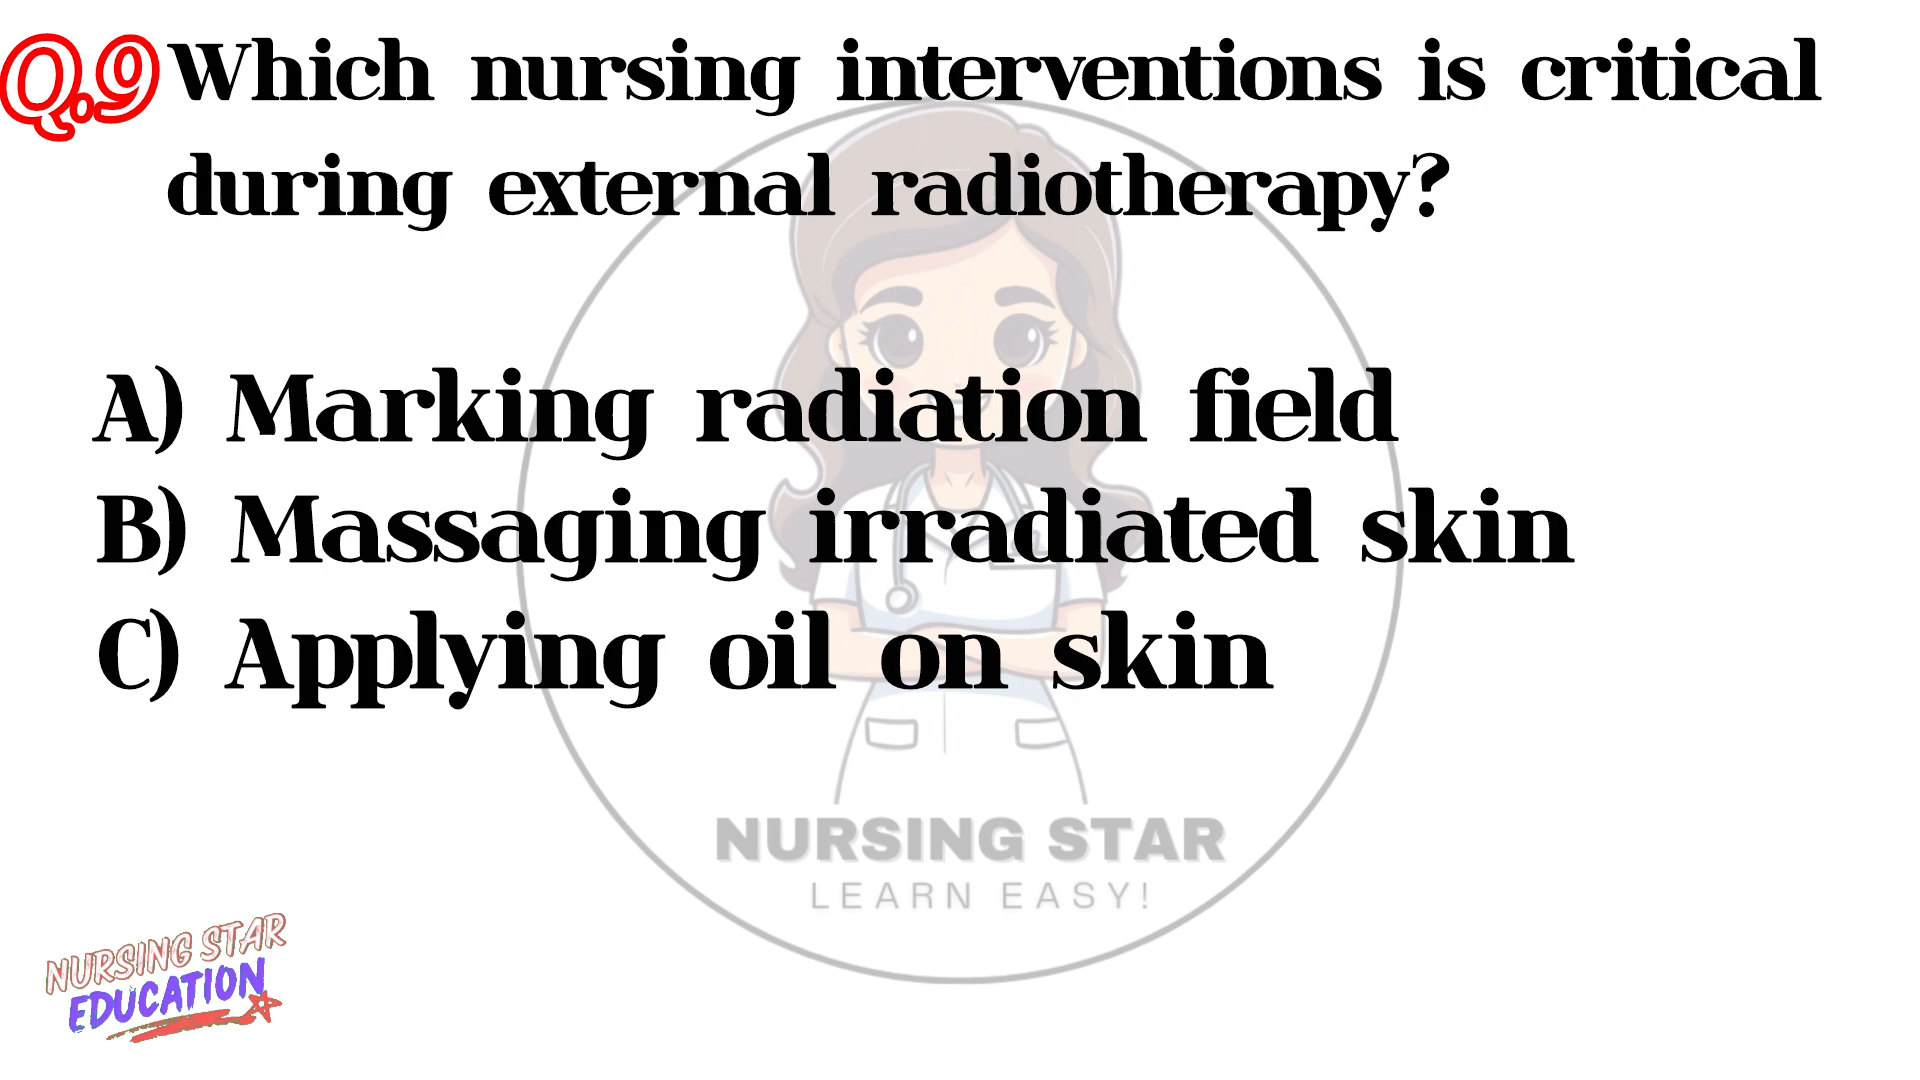 Q.9 Which nursing interventions is critical
during external radiotherapy?
A) Marking radiation field
B) Massaging irradiated skin
C) Applying oil on skin
NURSING STAR
LEARN EASY!
NURSING STAR
EDUCATION